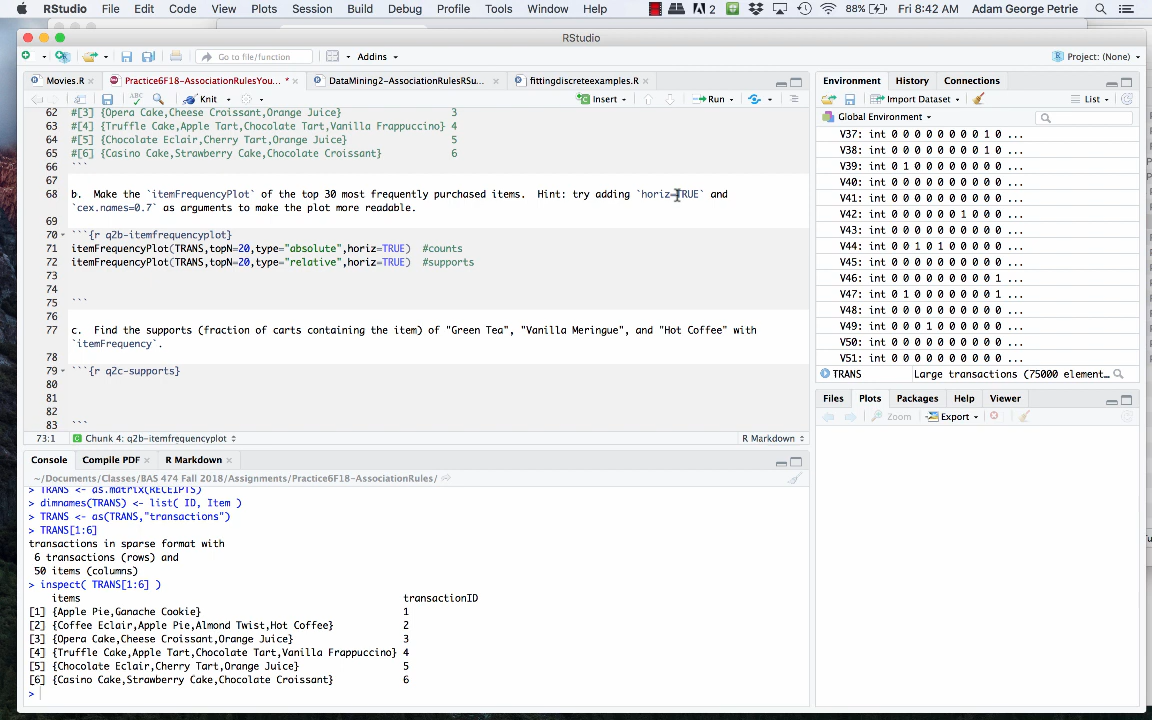 RStudio File Edit Code View Plots Session Build Debug Profile Tools Window Help 2 88% Fri 8:42 AM Adam George Petrie
RStudio
Go to file/function Addins Project: (None)
Movies.R Practice6F18-AssociationRulesYou... * DataMining2-AssociationRulesRSu... fittingdiscreteexamples.R
Knit Insert Run
62 #[3] {Opera Cake,Cheese Croissant,Orange Juice} 3
63 #[4] {Truffle Cake,Apple Tart,Chocolate Tart,Vanilla Frappuccino} 4
64 #[5] {Chocolate Eclair,Cherry Tart,Orange Juice} 5
65 #[6] {Casino Cake,Strawberry Cake,Chocolate Croissant} 6
66 ```
67
68 b. Make the `itemFrequencyPlot` of the top 30 most frequently purchased items. Hint: try adding `horiz=TRUE` and
`cex.names=0.7` as arguments to make the plot more readable.
69
70 ```{r q2b-itemfrequencyplot}
71 itemFrequencyPlot(TRANS,topN=20,type="absolute",horiz=TRUE) #counts
72 itemFrequencyPlot(TRANS,topN=20,type="relative",horiz=TRUE) #supports
73
74
75 ```
76
77 c. Find the supports (fraction of carts containing the item) of "Green Tea", "Vanilla Meringue", and "Hot Coffee" with
`itemFrequency`.
78
79 ```{r q2c-supports}
80
81
82
83 ```
73:1 Chunk 4: q2b-itemfrequencyplot R Markdown
Console Compile PDF R Markdown
~/Documents/Classes/BAS 474 Fall 2018/Assignments/Practice6F18-AssociationRules/
> TRANS <- as.matrix(RECEIPTS)
> dimnames(TRANS) <- list( ID, Item )
> TRANS <- as(TRANS,"transactions")
> TRANS[1:6]
transactions in sparse format with
6 transactions (rows) and
50 items (columns)
> inspect( TRANS[1:6] )
items transactionID
[1] {Apple Pie,Ganache Cookie} 1
[2] {Coffee Eclair,Apple Pie,Almond Twist,Hot Coffee} 2
[3] {Opera Cake,Cheese Croissant,Orange Juice} 3
[4] {Truffle Cake,Apple Tart,Chocolate Tart,Vanilla Frappuccino} 4
[5] {Chocolate Eclair,Cherry Tart,Orange Juice} 5
[6] {Casino Cake,Strawberry Cake,Chocolate Croissant} 6
>
Environment History Connections
Import Dataset List
Global Environment
V37: int 0 0 0 0 0 0 0 0 1 0 ...
V38: int 0 0 0 0 0 0 0 0 1 0 ...
V39: int 0 1 0 0 0 0 0 0 0 0 ...
V40: int 0 0 0 0 0 0 0 0 0 0 ...
V41: int 0 0 0 0 0 0 0 0 0 0 ...
V42: int 0 0 0 0 0 0 1 0 0 0 ...
V43: int 0 0 0 0 0 0 0 0 0 0 ...
V44: int 0 0 1 0 1 0 0 0 0 0 ...
V45: int 0 0 0 0 0 0 0 0 0 0 ...
V46: int 0 0 0 0 0 0 0 0 0 1 ...
V47: int 0 1 0 0 0 0 0 0 0 1 ...
V48: int 0 0 0 0 0 0 0 0 0 0 ...
V49: int 0 0 0 1 0 0 0 0 0 0 ...
V50: int 0 0 0 0 0 0 0 0 0 0 ...
V51: int 0 0 0 0 0 0 0 0 0 0 ...
TRANS Large transactions (75000 element...
Files Plots Packages Help Viewer
Zoom Export